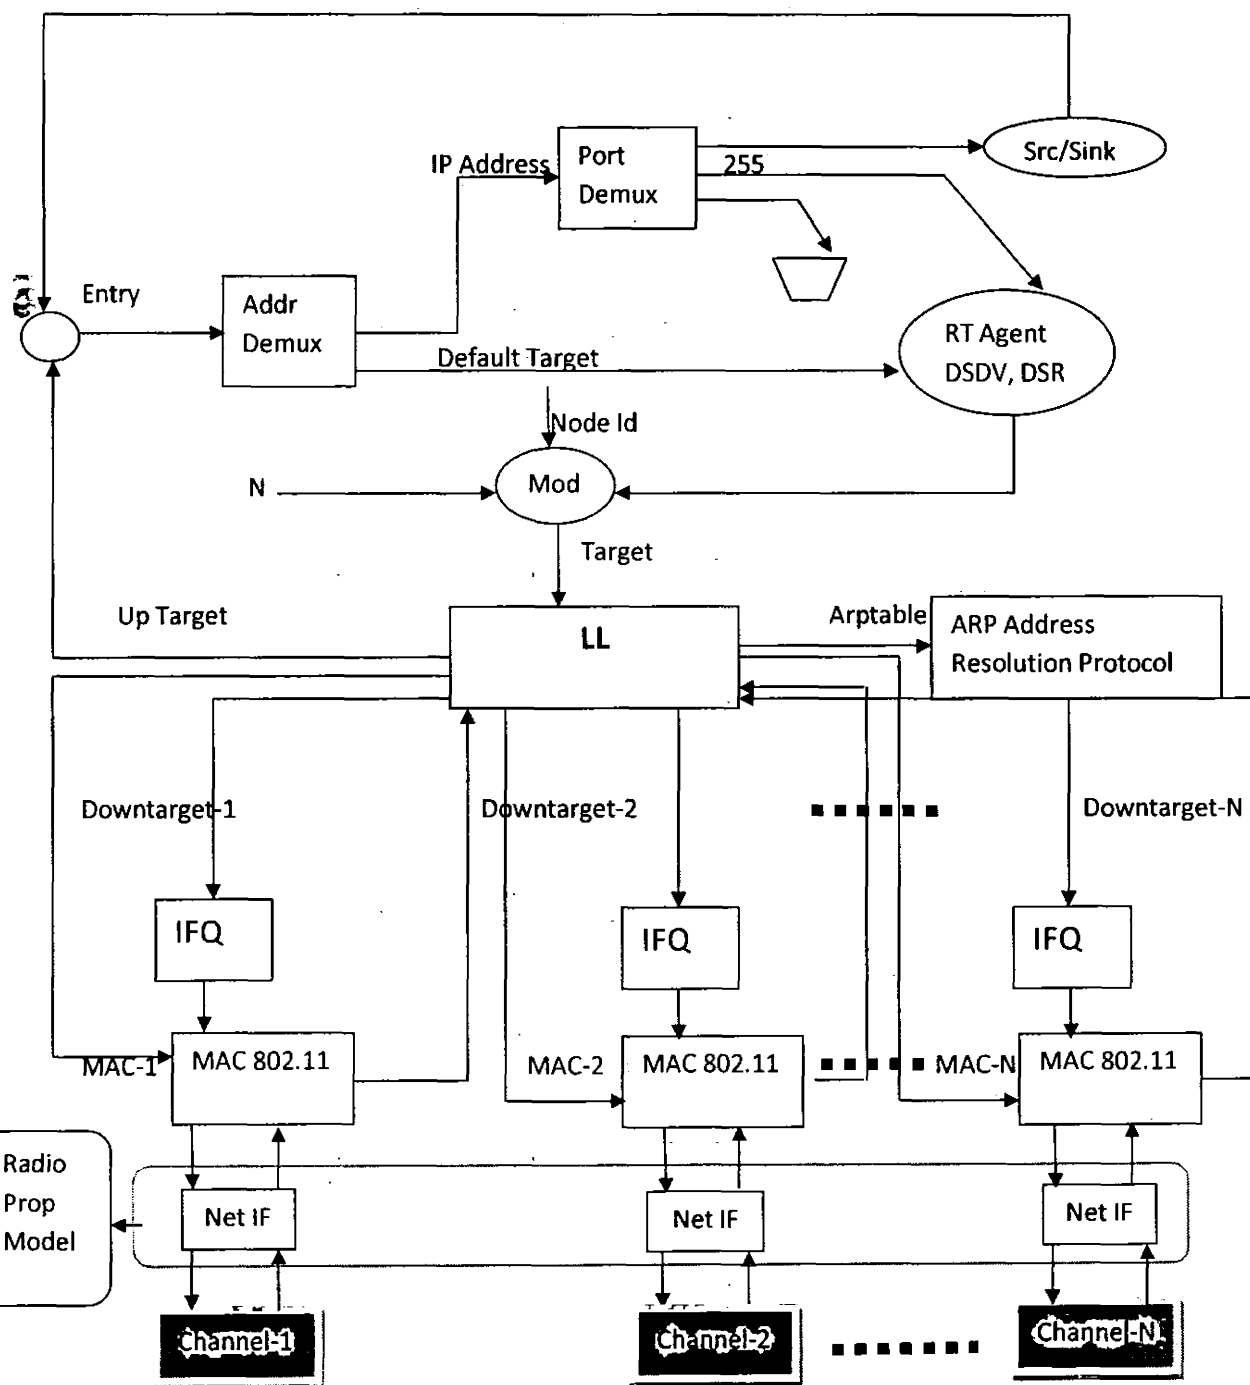 Src/Sink
Port
Demux
IP Address
255
Entry
Addr
Demux
RT Agent
DSDV, DSR
Default Target
Node Id
Mod
N
Target
Up Target
LL
Arptable
ARP Address
Resolution Protocol
Downtarget-1
Downtarget-2
Downtarget-N
IFQ
IFQ
IFQ
MAC-1
MAC 802.11
MAC-2
MAC 802.11
MAC-N
MAC 802.11
Radio
Prop
Model
Net IF
Net IF
Net IF
Channel-1
Channel-2
Channel-N